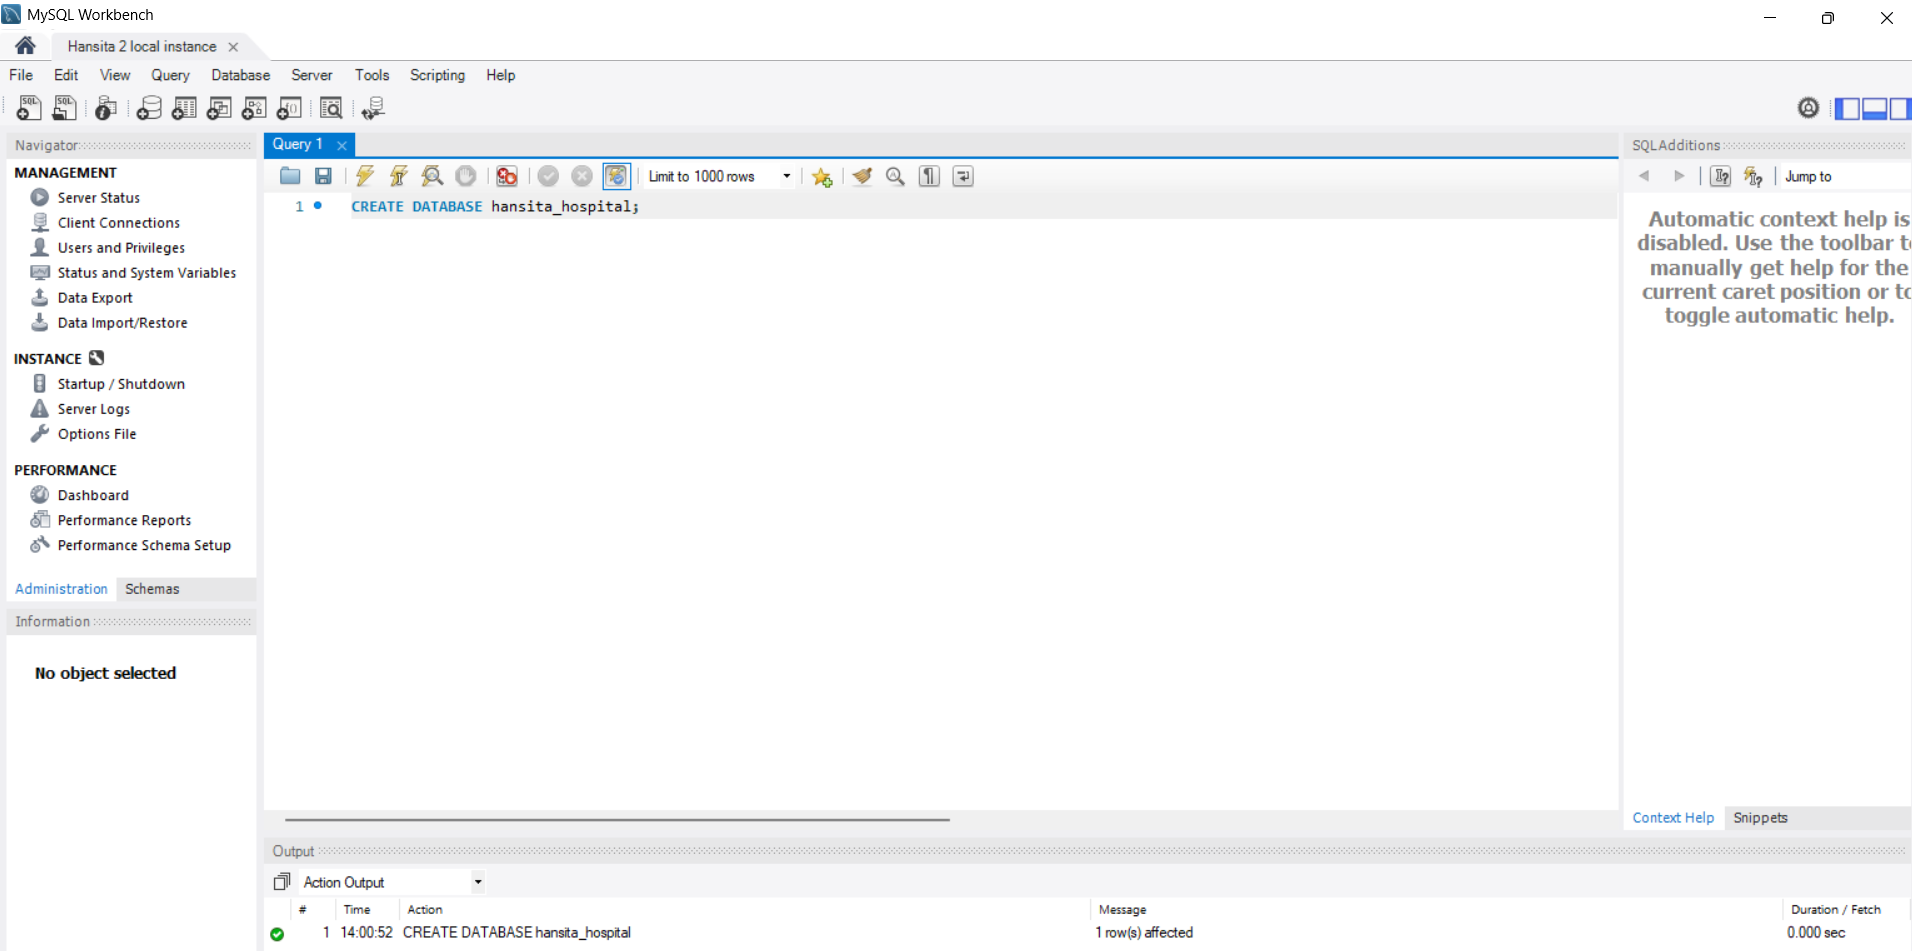 MySQL Workbench
Hansita 2 local instance
File Edit View Query Database Server Tools Scripting Help
Navigator
MANAGEMENT
Server Status
Client Connections
Users and Privileges
Status and System Variables
Data Export
Data Import/Restore
INSTANCE
Startup / Shutdown
Server Logs
Options File
PERFORMANCE
Dashboard
Performance Reports
Performance Schema Setup
Administration Schemas
Information
No object selected
Query 1
Limit to 1000 rows
1 CREATE DATABASE hansita_hospital;
SQLAdditions
Jump to
Automatic context help is
disabled. Use the toolbar t
manually get help for the
current caret position or to
toggle automatic help.
Context Help Snippets
Output
Action Output
# Time Action Message Duration / Fetch
1 14:00:52 CREATE DATABASE hansita_hospital 1 row(s) affected 0.000 sec